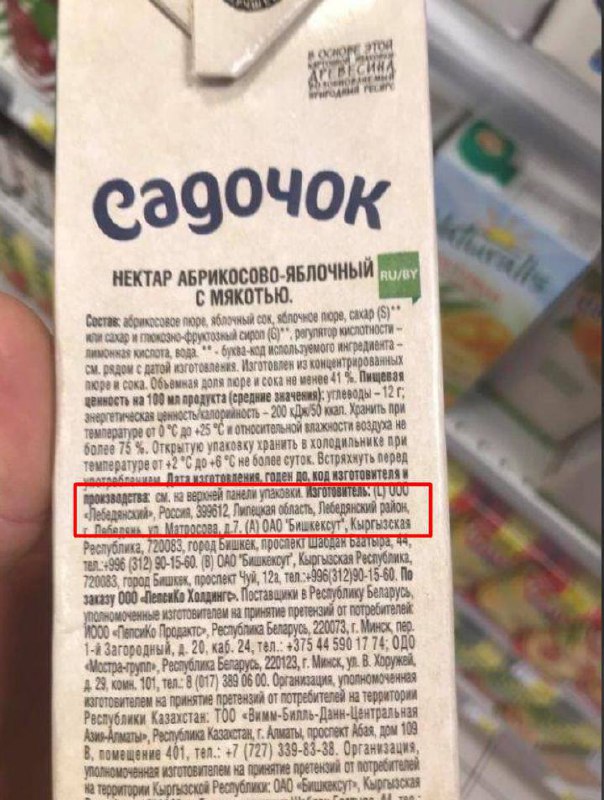 В ОСНОВЕ ЭТОЙ
КАРТОННОЙ УПАКОВКИ
ДРЕВЕСИНА
ВОЗОБНОВЛЯЕМЫЙ
ПРИРОДНЫЙ РЕСУРС
Садочок
НЕКТАР АБРИКОСОВО-ЯБЛОЧНЫЙ
С МЯКОТЬЮ.
RU/BY
Состав: абрикосовое пюре, яблочный сок, яблочное пюре, сахар (S)**
или сахар и глюкозно-фруктозный сироп (G)**, регулятор кислотности –
лимонная кислота, вода. ** - буква-код используемого ингредиента –
см. рядом с датой изготовления. Изготовлен из концентрированных
пюре и сока. Объемная доля пюре и сока не менее 41 %. Пищевая
ценность на 100 мл продукта (средние значения): углеводы – 12 г;
энергетическая ценность/калорийность – 200 кДж/50 ккал. Хранить при
температуре от 0 °C до +25 °C и относительной влажности воздуха не
более 75 %. Открытую упаковку хранить в холодильнике при
температуре от +2 °C до +6 °C не более суток. Встряхнуть перед
употреблением. Дата изготовления, годен до, код изготовителя и
производства: см. на верхней панели упаковки. Изготовитель: (L) ООО
«Лебедянский», Россия, 399612, Липецкая область, Лебедянский район,
г. Лебедянь, ул. Матросова, д.7. (A) ОАО "Бишкексут", Кыргызская
Республика, 720083, город Бишкек, проспект Шабдан Баатыра, 44,
тел.:+996 (312) 90-15-60. (B) ОАО "Бишкексут", Кыргызская Республика,
720083, город Бишкек, проспект Чуй, 12а, тел.:+996(312)90-15-60. По
заказу ООО «ПепсиКо Холдингс». Поставщики в Республику Беларусь,
уполномоченные изготовителем на принятие претензий от потребителей:
ИООО «ПепсиКо Продактс», Республика Беларусь, 220073, г. Минск, пер.
1-й Загородный, д. 20, каб. 24, тел.: +375 44 590 17 74; ОДО
«Мостра-групп», Республика Беларусь, 220123, г. Минск, ул. В. Хоружей,
д. 29, комн. 101, тел.: 8 (017) 389 06 00. Организация, уполномоченная
изготовителем на принятие претензий от потребителей на территории
Республики Казахстан: ТОО «Вимм-Билль-Данн-Центральная
Азия-Алматы», Республика Казахстан, г. Алматы, проспект Абая, дом 109
В, помещение 401, тел.: +7 (727) 339-83-38. Организация,
уполномоченная изготовителем на принятие претензий от потребителей
на территории Кыргызской Республики: ОАО «Бишкексут», Кыргызская